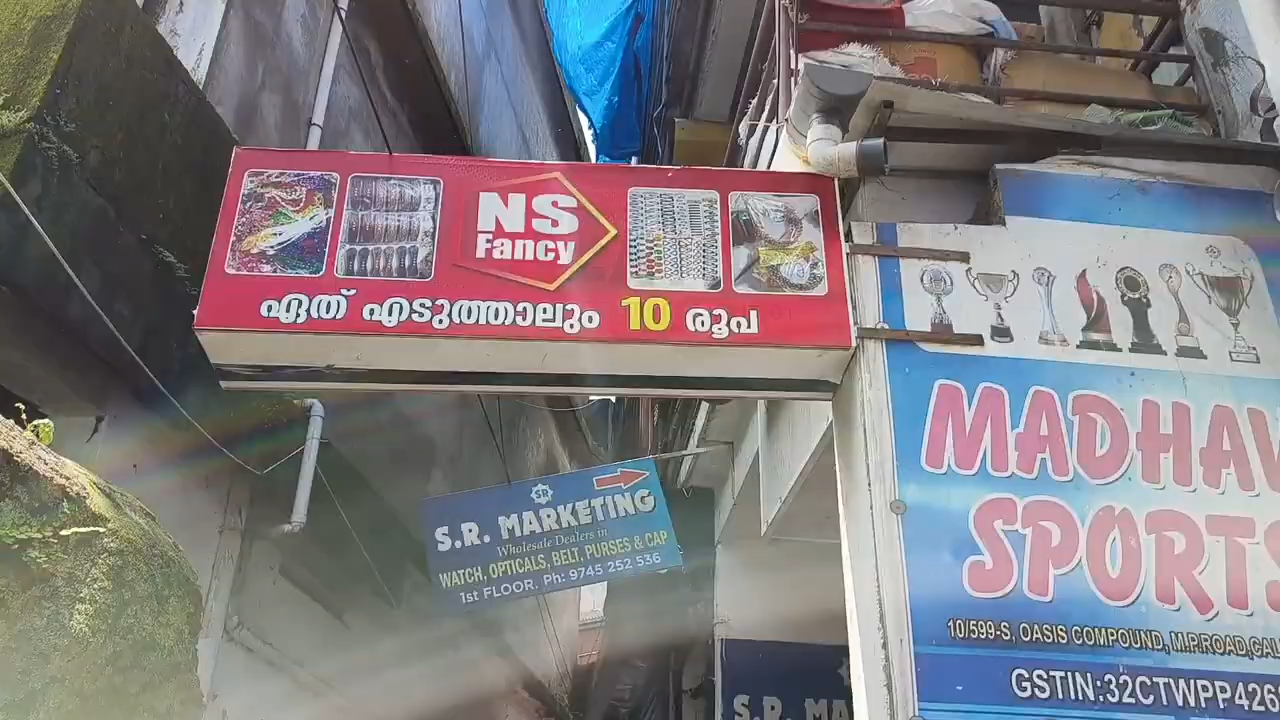 NS
Fancy
ഏത് എടുത്താലും 10 രൂപ
SR
S.R. MARKETING
Wholesale Dealers in
WATCH, OPTICALS, BELT, PURSES & CAP
1st FLOOR. Ph: 9745 252 536
MADHAV
SPORTS
10/599-S, OASIS COMPOUND, M.P.ROAD,CAL
GSTIN:32CTWPP426
S.R. MA